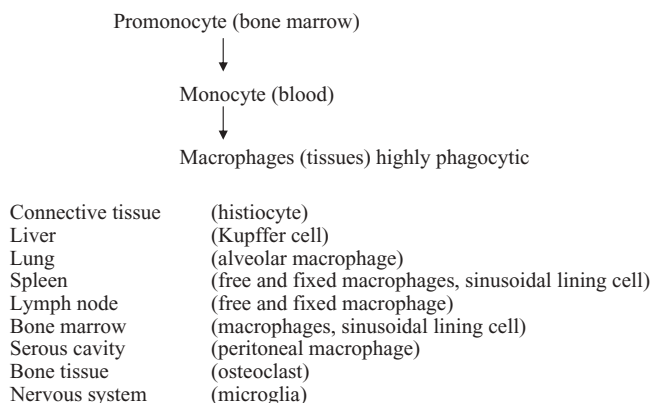 Promonocyte (bone marrow)
Monocyte (blood)
Macrophages (tissues) highly phagocytic
Connective tissue (histiocyte)
Liver (Kupffer cell)
Lung (alveolar macrophage)
Spleen (free and fixed macrophages, sinusoidal lining cell)
Lymph node (free and fixed macrophage)
Bone marrow (macrophages, sinusoidal lining cell)
Serous cavity (peritoneal macrophage)
Bone tissue (osteoclast)
Nervous system (microglia)